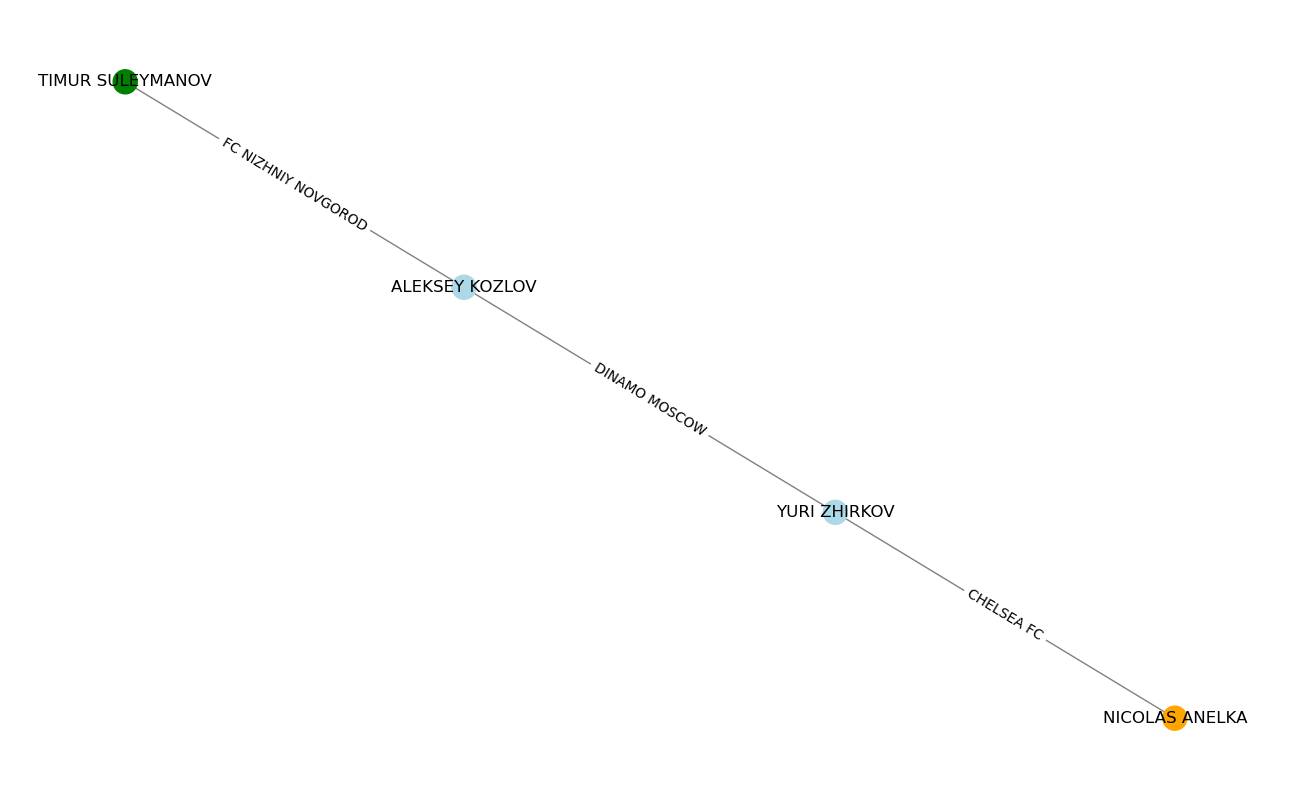 TIMUR SULEYMANOV
FC NIZHNIY NOVGOROD
ALEKSEY KOZLOV
DINAMO MOSCOW
YURI ZHIRKOV
CHELSEA FC
NICOLAS ANELKA